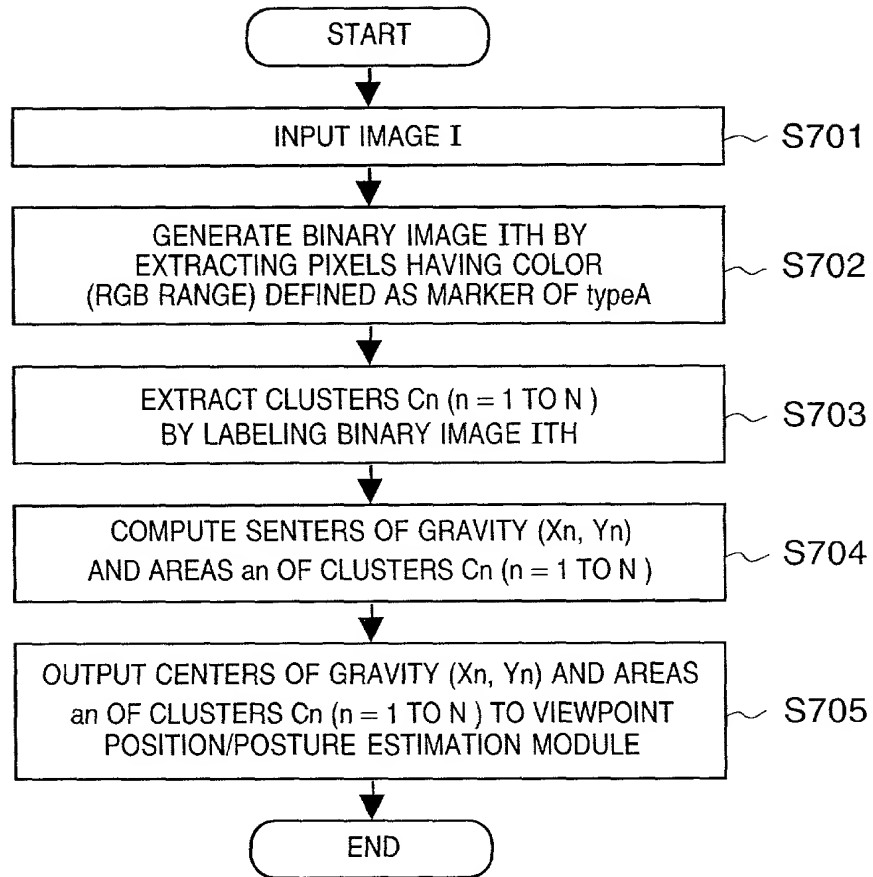 START
INPUT IMAGE I
S701
GENERATE BINARY IMAGE ITH BY
EXTRACTING PIXELS HAVING COLOR
(RGB RANGE) DEFINED AS MARKER OF typeA
S702
EXTRACT CLUSTERS Cn (n = 1 TO N )
BY LABELING BINARY IMAGE ITH
S703
COMPUTE SENTERS OF GRAVITY (Xn, Yn)
AND AREAS an OF CLUSTERS Cn (n = 1 TO N )
S704
OUTPUT CENTERS OF GRAVITY (Xn, Yn) AND AREAS
an OF CLUSTERS Cn (n = 1 TO N ) TO VIEWPOINT
POSITION/POSTURE ESTIMATION MODULE
S705
END